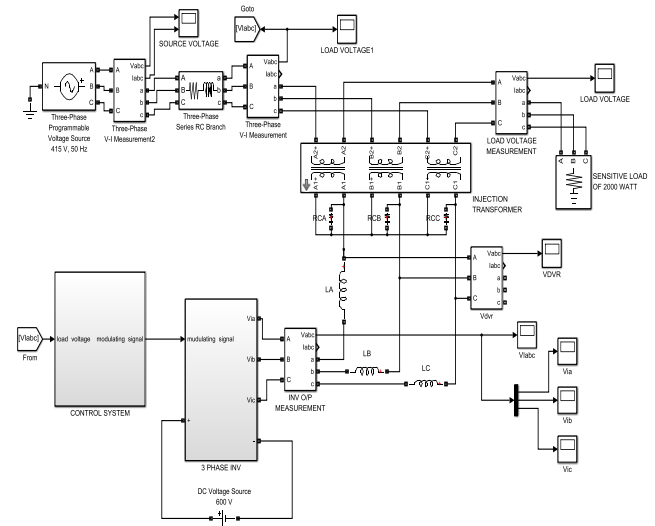 Goto
[VIabc]
SOURCE VOLTAGE
LOAD VOLTAGE1
N
A
B
C
Three-Phase
Programmable
Voltage Source
415 V, 50 Hz
A
B
C
Vabc
Iabc
a
b
c
Three-Phase
V-I Measurement2
A
B
C
a
b
c
Three-Phase
Series RC Branch
A
B
C
Vabc
Iabc
a
b
c
Three-Phase
V-I Measurement
A
B
C
Vabc
Iabc
a
b
c
LOAD VOLTAGE
MEASUREMENT
LOAD VOLTAGE
A B C
SENSITIVE LOAD
OF 2000 WATT
A2+ A2 B2+ B2 C2+ C2
A1+ A1 B1+ B1 C1+ C1
INJECTION
TRANSFORMER
RCA
RCB
RCC
LA
A
B
C
Vabc
Iabc
a
b
c
Vdvr
VDVR
[VIabc]
From
load voltage modulating signal
CONTROL SYSTEM
mudulating signal
Via
Vib
Vic
+
-
3 PHASE INV
A
B
C
Vabc
Iabc
a
b
c
INV O/P
MEASUREMENT
LB
LC
VIabc
Via
Vib
Vic
DC Voltage Source
600 V